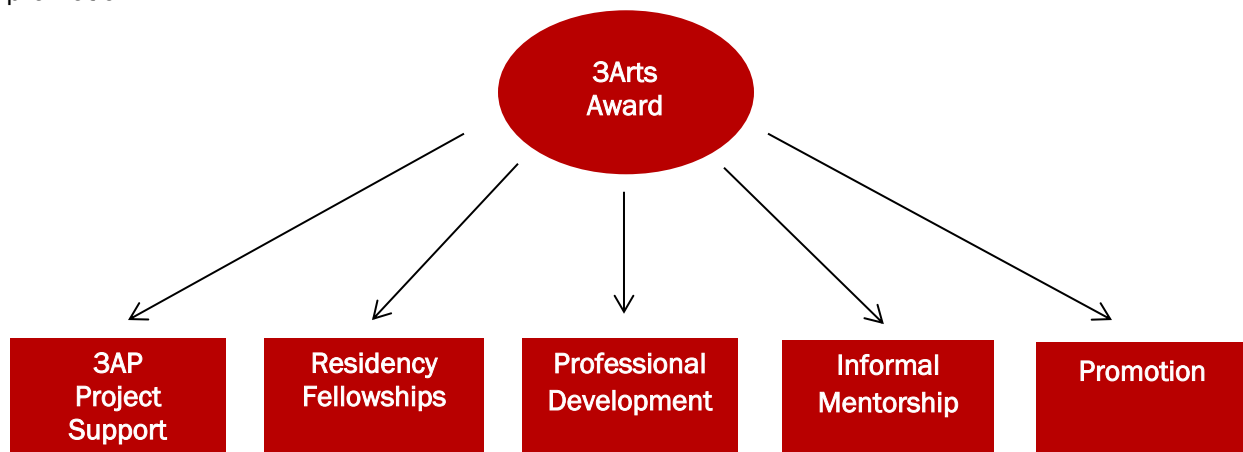 3Arts
Award
3AP
Project
Support
Residency
Fellowships
Professional
Development
Informal
Mentorship
Promotion